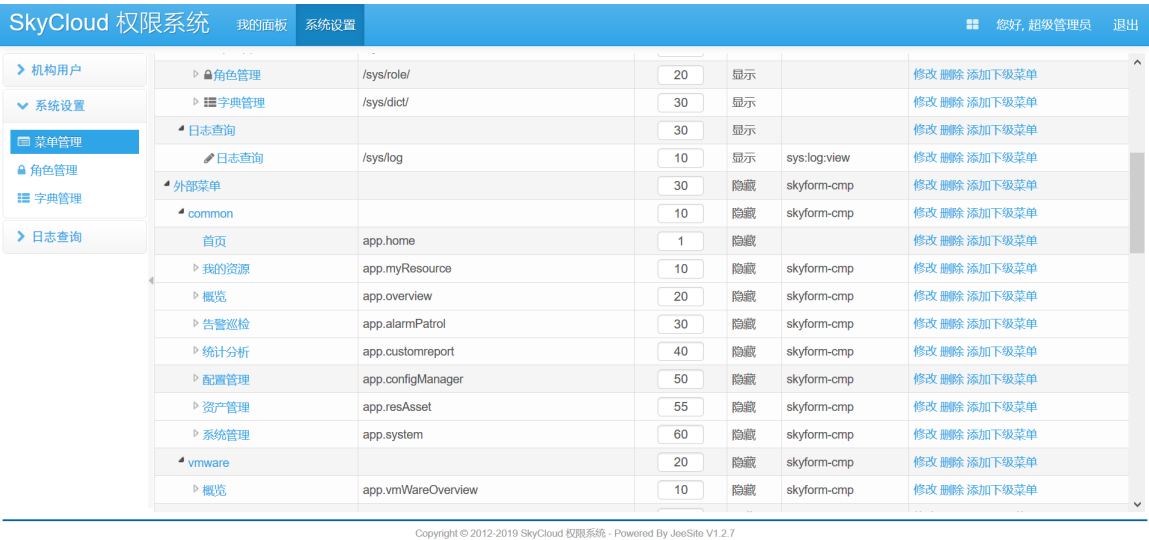 SkyCloud 权限系统 我的面板 系统设置 您好, 超级管理员 退出
机构用户
系统设置
菜单管理
角色管理
字典管理
日志查询
角色管理 /sys/role/ 20 显示 修改 删除 添加下级菜单
字典管理 /sys/dict/ 30 显示 修改 删除 添加下级菜单
日志查询 30 显示 修改 删除 添加下级菜单
日志查询 /sys/log 10 显示 sys:log:view 修改 删除 添加下级菜单
外部菜单 30 隐藏 skyform-cmp 修改 删除 添加下级菜单
common 10 隐藏 skyform-cmp 修改 删除 添加下级菜单
首页 app.home 1 隐藏 修改 删除 添加下级菜单
我的资源 app.myResource 10 隐藏 skyform-cmp 修改 删除 添加下级菜单
概览 app.overview 20 隐藏 skyform-cmp 修改 删除 添加下级菜单
告警巡检 app.alarmPatrol 30 隐藏 skyform-cmp 修改 删除 添加下级菜单
统计分析 app.customreport 40 隐藏 skyform-cmp 修改 删除 添加下级菜单
配置管理 app.configManager 50 隐藏 skyform-cmp 修改 删除 添加下级菜单
资产管理 app.resAsset 55 隐藏 skyform-cmp 修改 删除 添加下级菜单
系统管理 app.system 60 隐藏 skyform-cmp 修改 删除 添加下级菜单
vmware 20 隐藏 skyform-cmp 修改 删除 添加下级菜单
概览 app.vmWareOverview 10 隐藏 skyform-cmp 修改 删除 添加下级菜单
Copyright © 2012-2019 SkyCloud 权限系统 - Powered By JeeSite V1.2.7